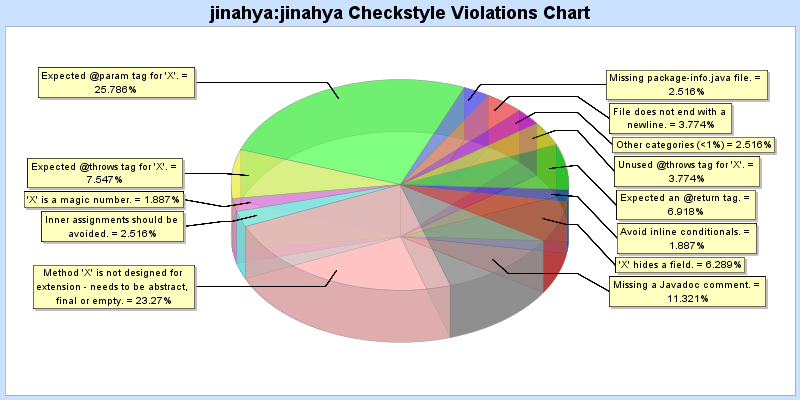 jinahya:jinahya Checkstyle Violations Chart
Expected @param tag for 'X'. =
25.786%
Expected @throws tag for 'X'. =
7.547%
'X' is a magic number. = 1.887%
Inner assignments should be
avoided. = 2.516%
Method 'X' is not designed for
extension - needs to be abstract,
final or empty. = 23.27%
Missing package-info.java file. =
2.516%
File does not end with a
newline. = 3.774%
Other categories (<1%) = 2.516%
Unused @throws tag for 'X'. =
3.774%
Expected an @return tag. =
6.918%
Avoid inline conditionals. =
1.887%
'X' hides a field. = 6.289%
Missing a Javadoc comment. =
11.321%